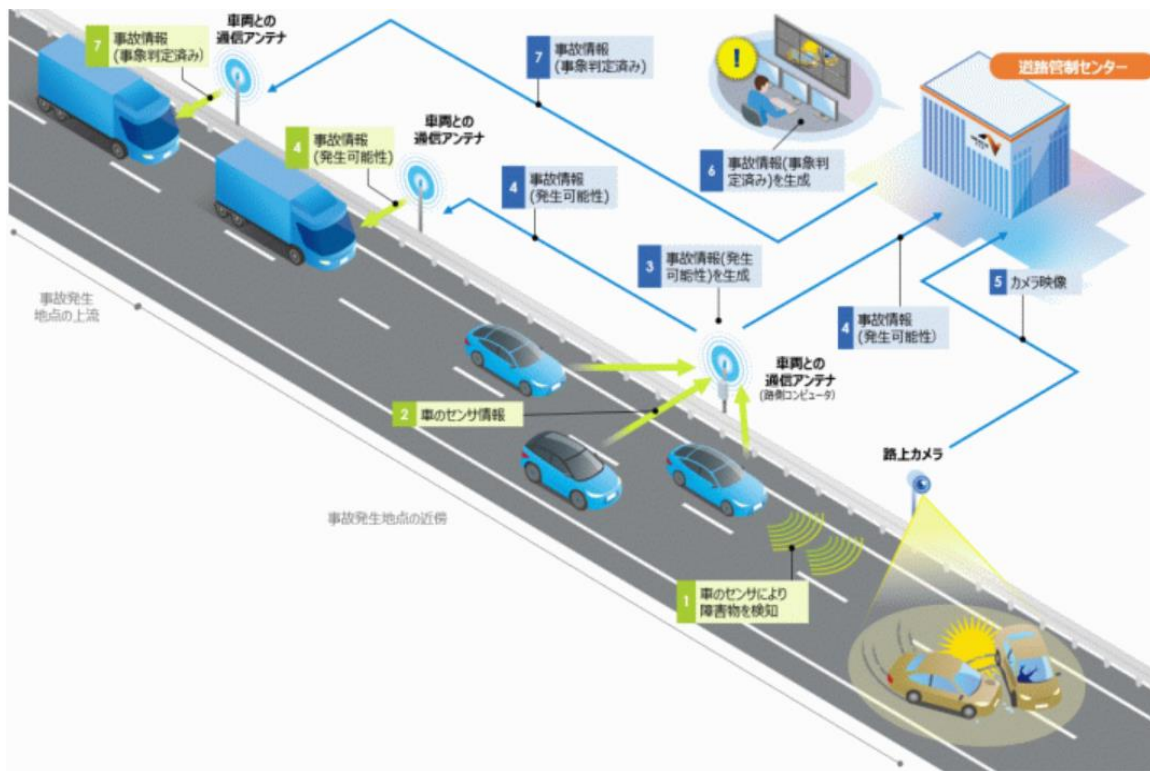 車両との
通信アンテナ
7
事故情報
(事象判定済み)
7
事故情報
(事象判定済み)
道路管制センター
車両との
通信アンテナ
4
事故情報
(発生可能性)
4
事故情報
(発生可能性)
6
事故情報(事象判
定済み)を生成
3
事故情報(発生
可能性)を生成
5
カメラ映像
4
事故情報
(発生可能性)
事故発生
地点の上流
車両との
通信アンテナ
(路側コンピュータ)
2
車のセンサ情報
路上カメラ
事故発生地点の近傍
1
車のセンサにより
障害物を検知